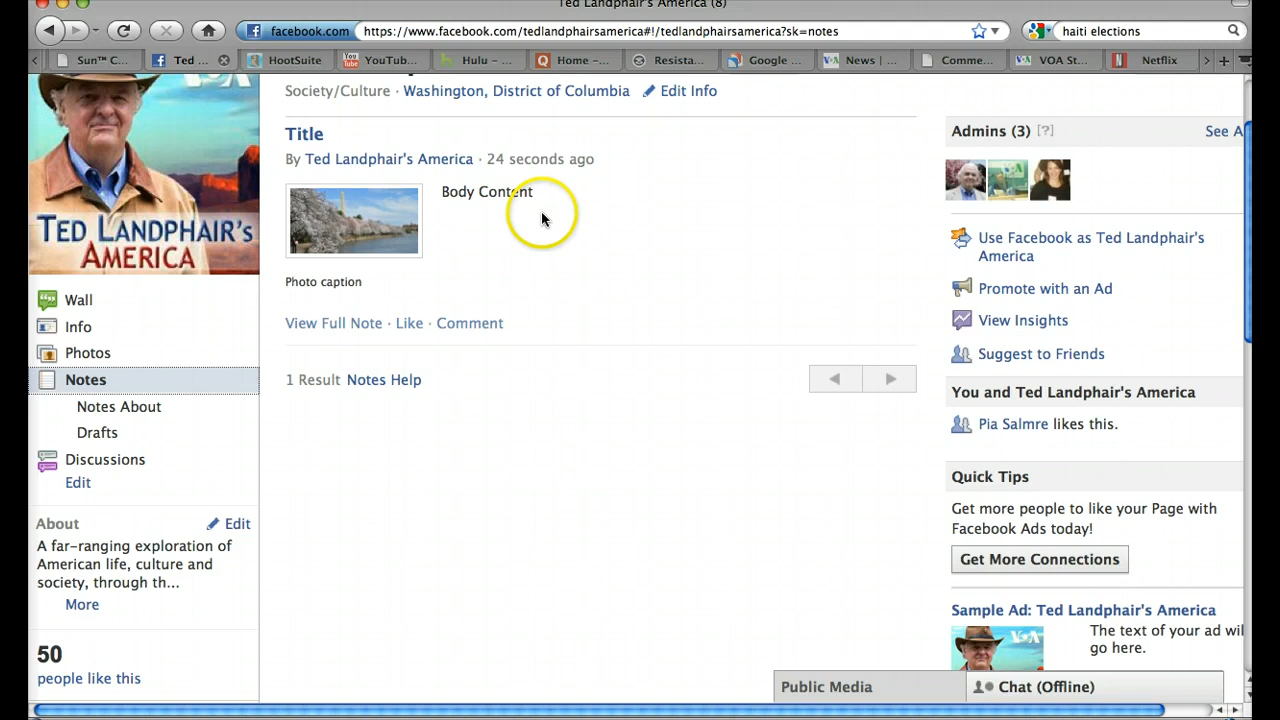 Ted Landphair's America (8)
facebook.com https://www.facebook.com/tedlandphairsamerica#!/tedlandphairsamerica?sk=notes
haiti elections
Sun™ C...
Ted ...
HootSuite
YouTub...
Hulu – ...
Home –...
Resista...
Google ...
News | ...
Comme...
VOA St...
Netflix
Society/Culture · Washington, District of Columbia Edit Info
Title
By Ted Landphair's America · 24 seconds ago
Body Content
Photo caption
View Full Note · Like · Comment
1 Result Notes Help
TED LANDPHAIR'S
AMERICA
Wall
Info
Photos
Notes
Notes About
Drafts
Discussions
Edit
About Edit
A far-ranging exploration of
American life, culture and
society, through th...
More
50
people like this
Admins (3) [?] See A
Use Facebook as Ted Landphair's
America
Promote with an Ad
View Insights
Suggest to Friends
You and Ted Landphair's America
Pia Salmre likes this.
Quick Tips
Get more people to like your Page with
Facebook Ads today!
Get More Connections
Sample Ad: Ted Landphair's America
VOA
The text of your ad wil
go here.
Public Media
Chat (Offline)